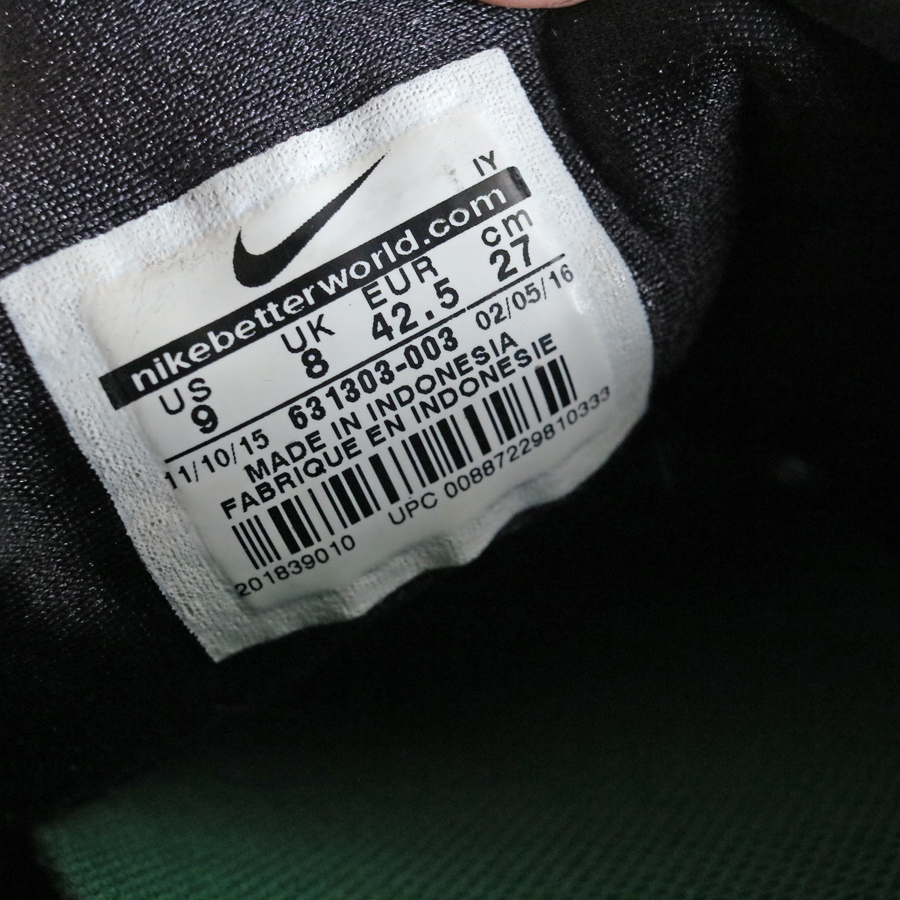 IY
nikebetterworld.com
US UK EUR cm
9 8 42.5 27
11/10/15 631303-003 02/05/16
MADE IN INDONESIA
FABRIQUE EN INDONESIE
201839010 UPC 00887229810333